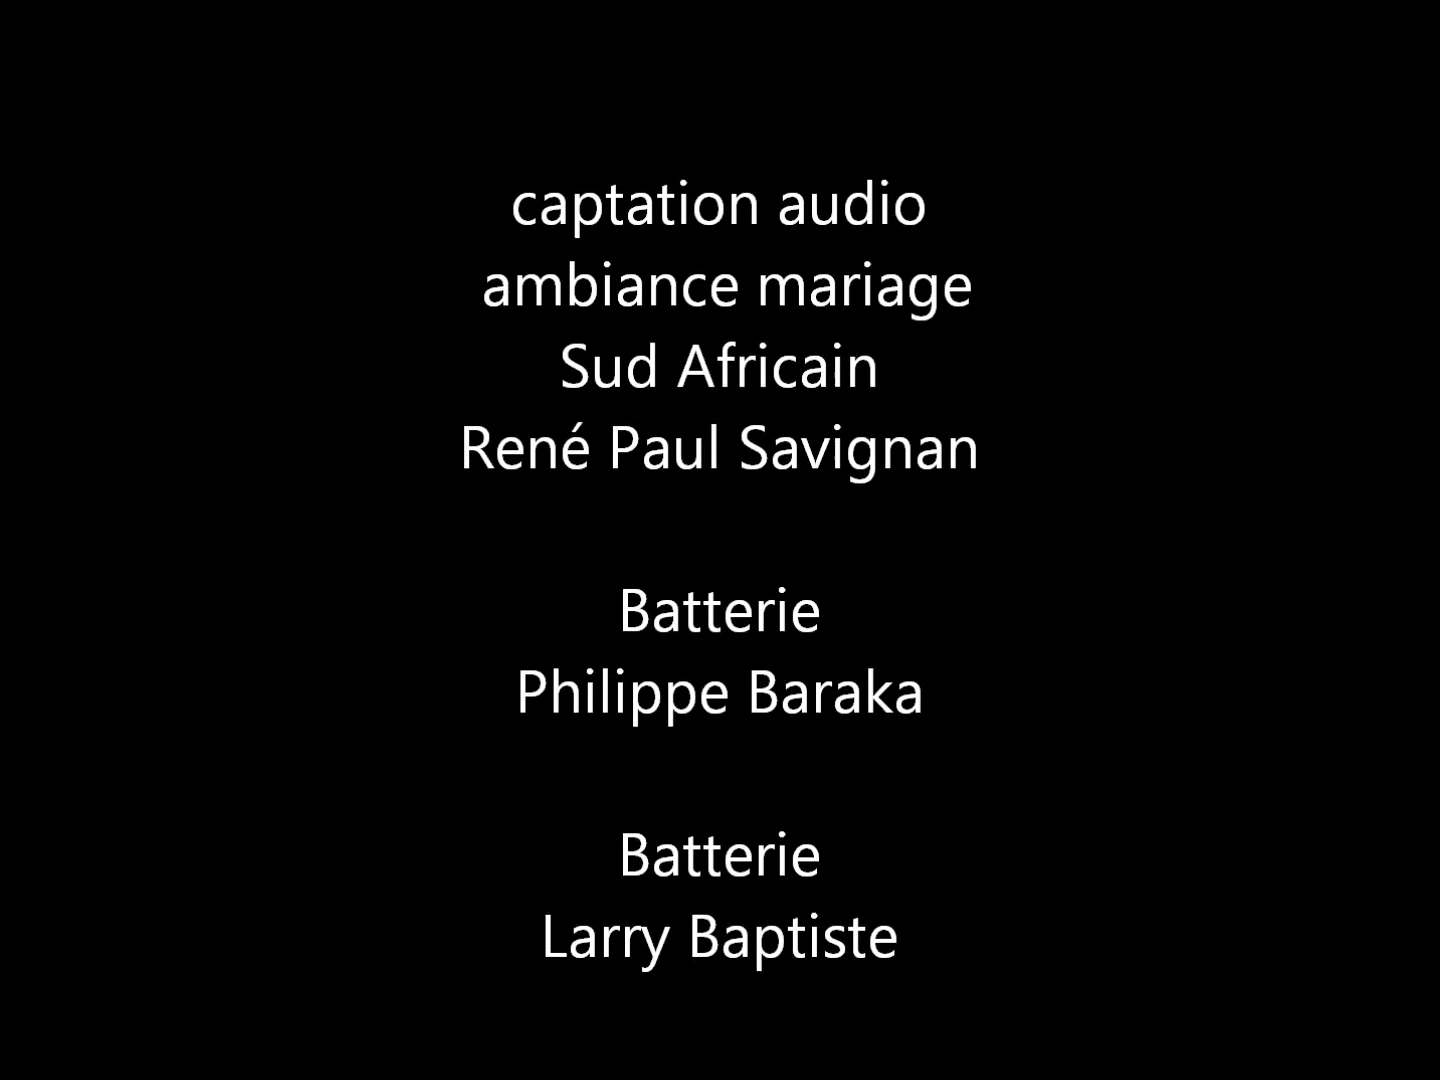 captation audio
ambiance mariage
Sud Africain
René Paul Savignan
Batterie
Philippe Baraka
Batterie
Larry Baptiste